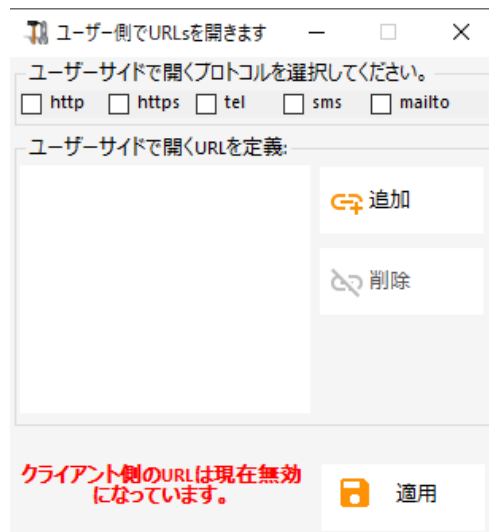 ユーザー側でURLsを開きます
ユーザーサイドで開くプロトコルを選択してください。
http https tel sms mailto
ユーザーサイドで開くURLを定義:
追加
削除
クライアント側のURLは現在無効
になっています。
適用